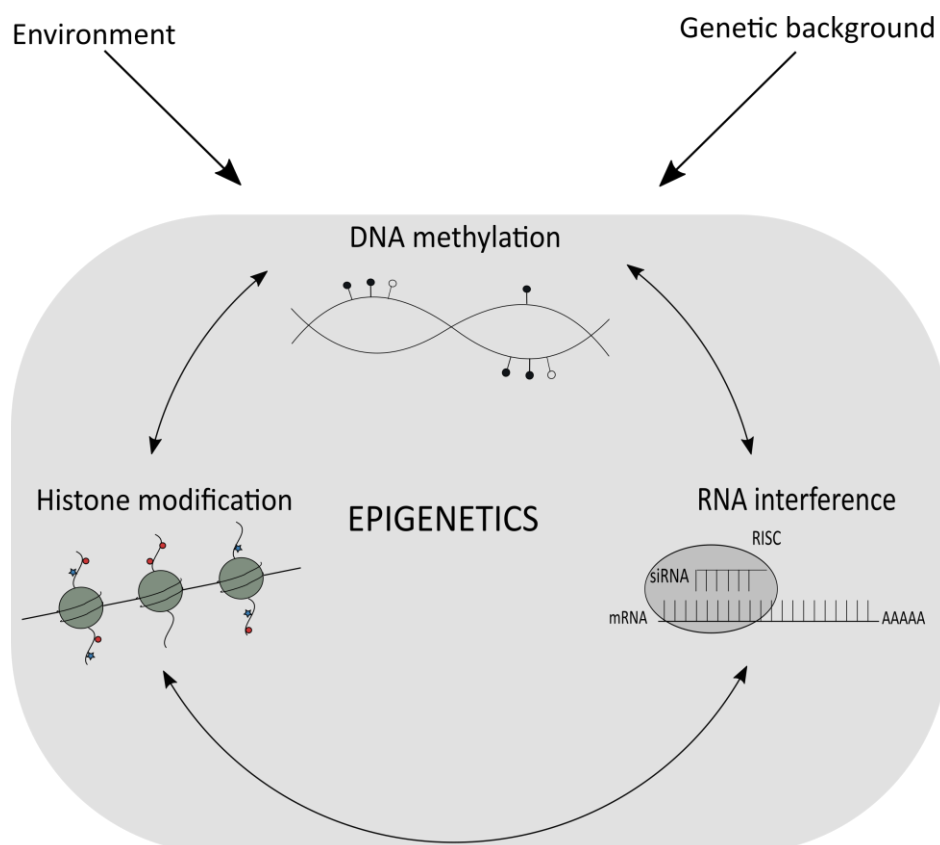 Environment
Genetic background
DNA methylation
Histone modification
EPIGENETICS
RNA interference
RISC
siRNA
mRNA
AAAAA